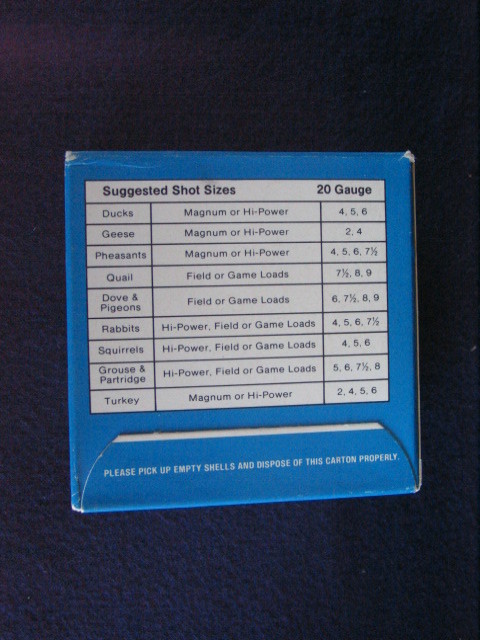 Suggested Shot Sizes 20 Gauge
Ducks Magnum or Hi-Power 4, 5, 6
Geese Magnum or Hi-Power 2, 4
Pheasants Magnum or Hi-Power 4, 5, 6, 7½
Quail Field or Game Loads 7½, 8, 9
Dove &
Pigeons Field or Game Loads 6, 7½, 8, 9
Rabbits Hi-Power, Field or Game Loads 4, 5, 6, 7½
Squirrels Hi-Power, Field or Game Loads 4, 5, 6
Grouse &
Partridge Hi-Power, Field or Game Loads 5, 6, 7½, 8
Turkey Magnum or Hi-Power 2, 4, 5, 6
PLEASE PICK UP EMPTY SHELLS AND DISPOSE OF THIS CARTON PROPERLY.